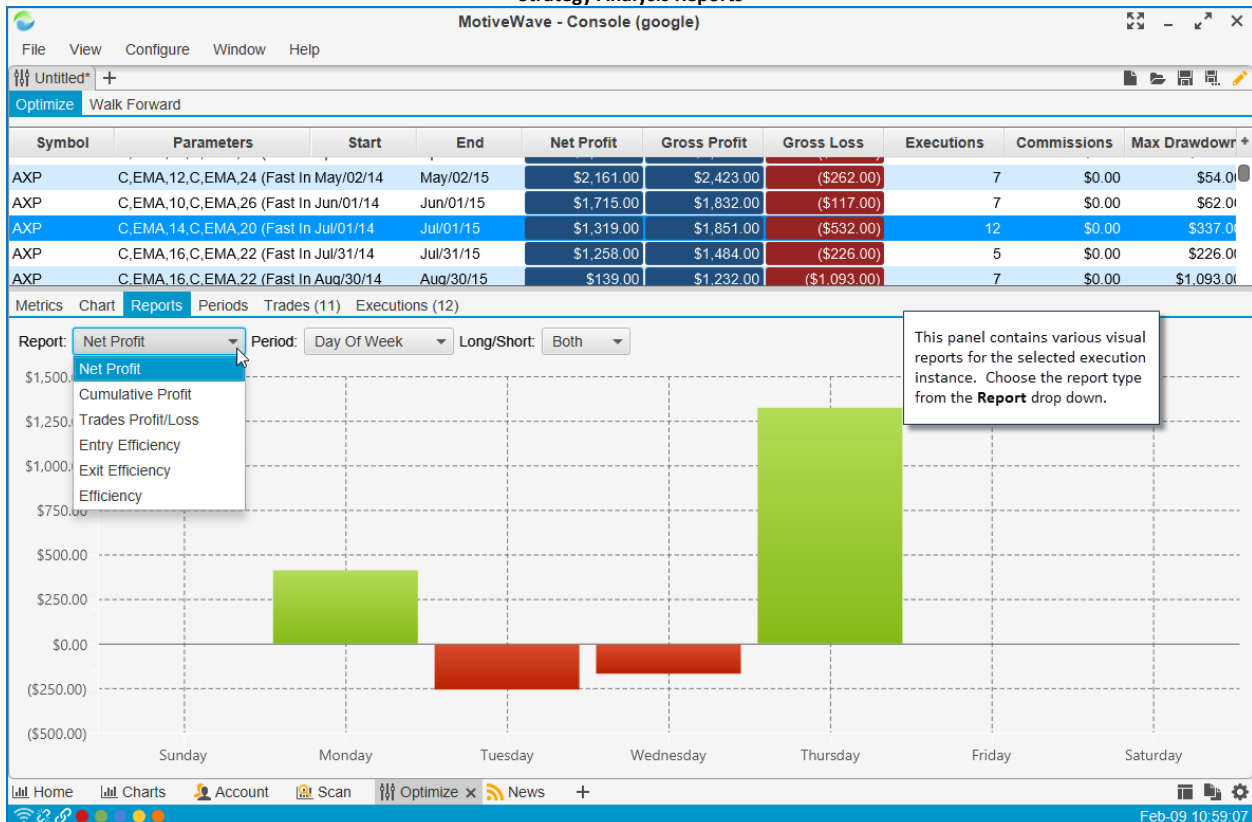 Strategy Analysis Reports
MotiveWave - Console (google)
File View Configure Window Help
Untitled* +
Optimize Walk Forward
Symbol Parameters Start End Net Profit Gross Profit Gross Loss Executions Commissions Max Drawdown +
AXP C,EMA,12,C,EMA,24 (Fast In May/02/14 May/02/15 $2,161.00 $2,423.00 ($262.00) 7 $0.00 $54.00
AXP C,EMA,10,C,EMA,26 (Fast In Jun/01/14 Jun/01/15 $1,715.00 $1,832.00 ($117.00) 7 $0.00 $62.00
AXP C,EMA,14,C,EMA,20 (Fast In Jul/01/14 Jul/01/15 $1,319.00 $1,851.00 ($532.00) 12 $0.00 $337.00
AXP C,EMA,16,C,EMA,22 (Fast In Jul/31/14 Jul/31/15 $1,258.00 $1,484.00 ($226.00) 5 $0.00 $226.00
AXP C,EMA,16,C,EMA,22 (Fast In Aug/30/14 Aug/30/15 $139.00 $1,232.00 ($1,093.00) 7 $0.00 $1,093.00
Metrics Chart Reports Periods Trades (11) Executions (12)
Report: Net Profit Period: Day Of Week Long/Short: Both
Net Profit
Cumulative Profit
Trades Profit/Loss
Entry Efficiency
Exit Efficiency
Efficiency
This panel contains various visual
reports for the selected execution
instance. Choose the report type
from the Report drop down.
$1,500.
$1,250.
$1,000.
$750.00
$500.00
$250.00
$0.00
($250.00)
($500.00)
Sunday Monday Tuesday Wednesday Thursday Friday Saturday
Home Charts Account Scan Optimize × News +
Feb-09 10:59:07